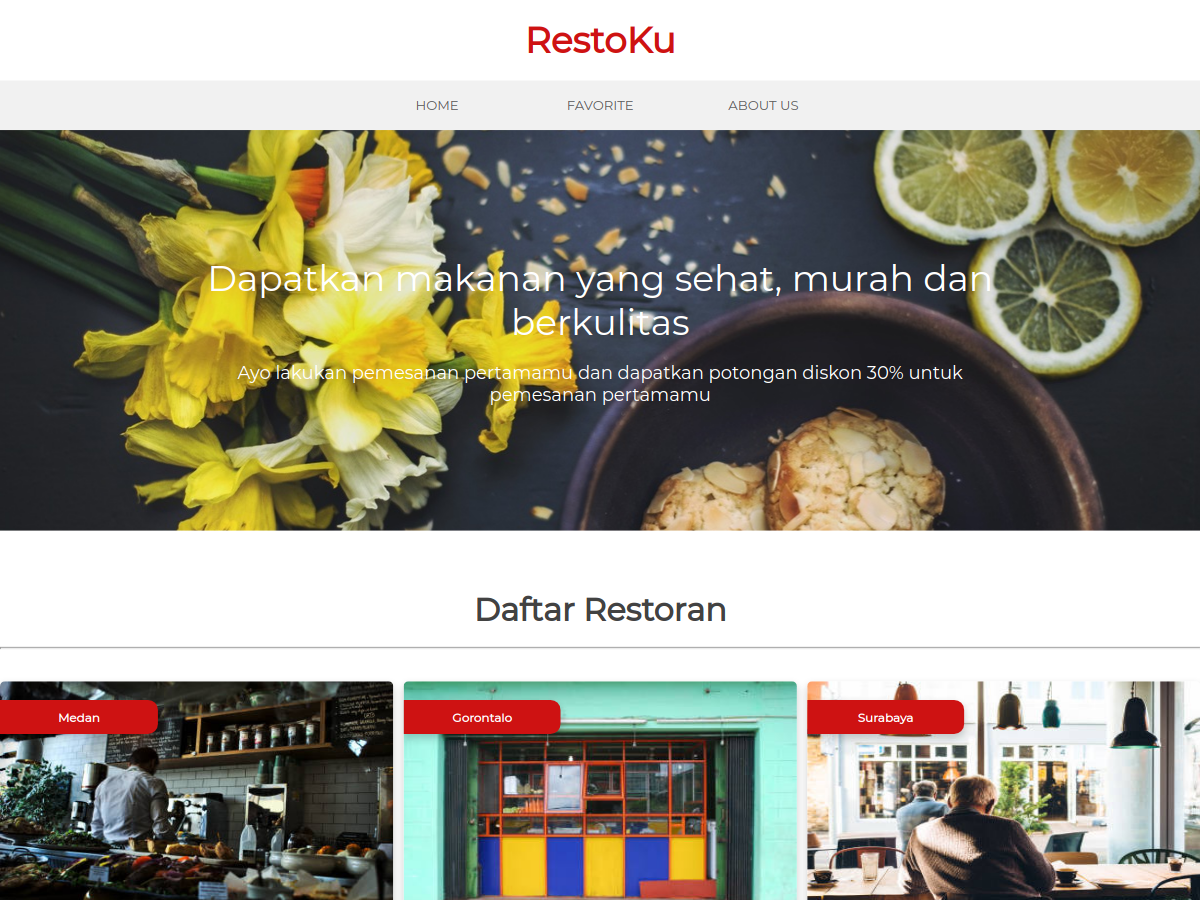 RestoKu
HOME FAVORITE ABOUT US
Dapatkan makanan yang sehat, murah dan
berkulitas
Ayo lakukan pemesanan pertamamu dan dapatkan potongan diskon 30% untuk
pemesanan pertamamu
Daftar Restoran
Medan
Gorontalo
Surabaya